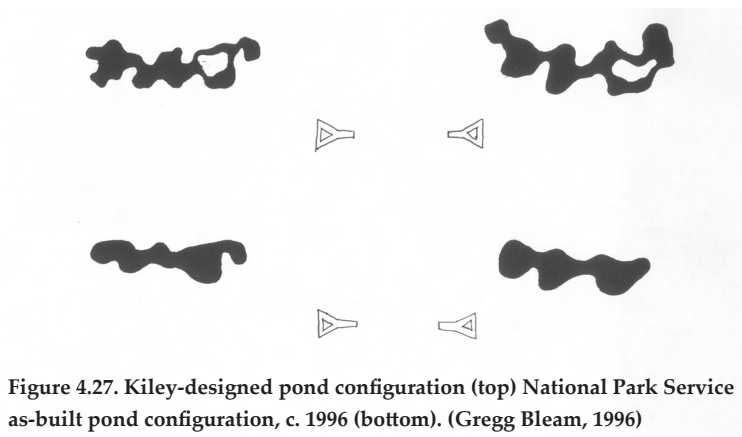 Figure 4.27. Kiley-designed pond configuration (top) National Park Service
as-built pond configuration, c. 1996 (bottom). (Gregg Bleam, 1996)